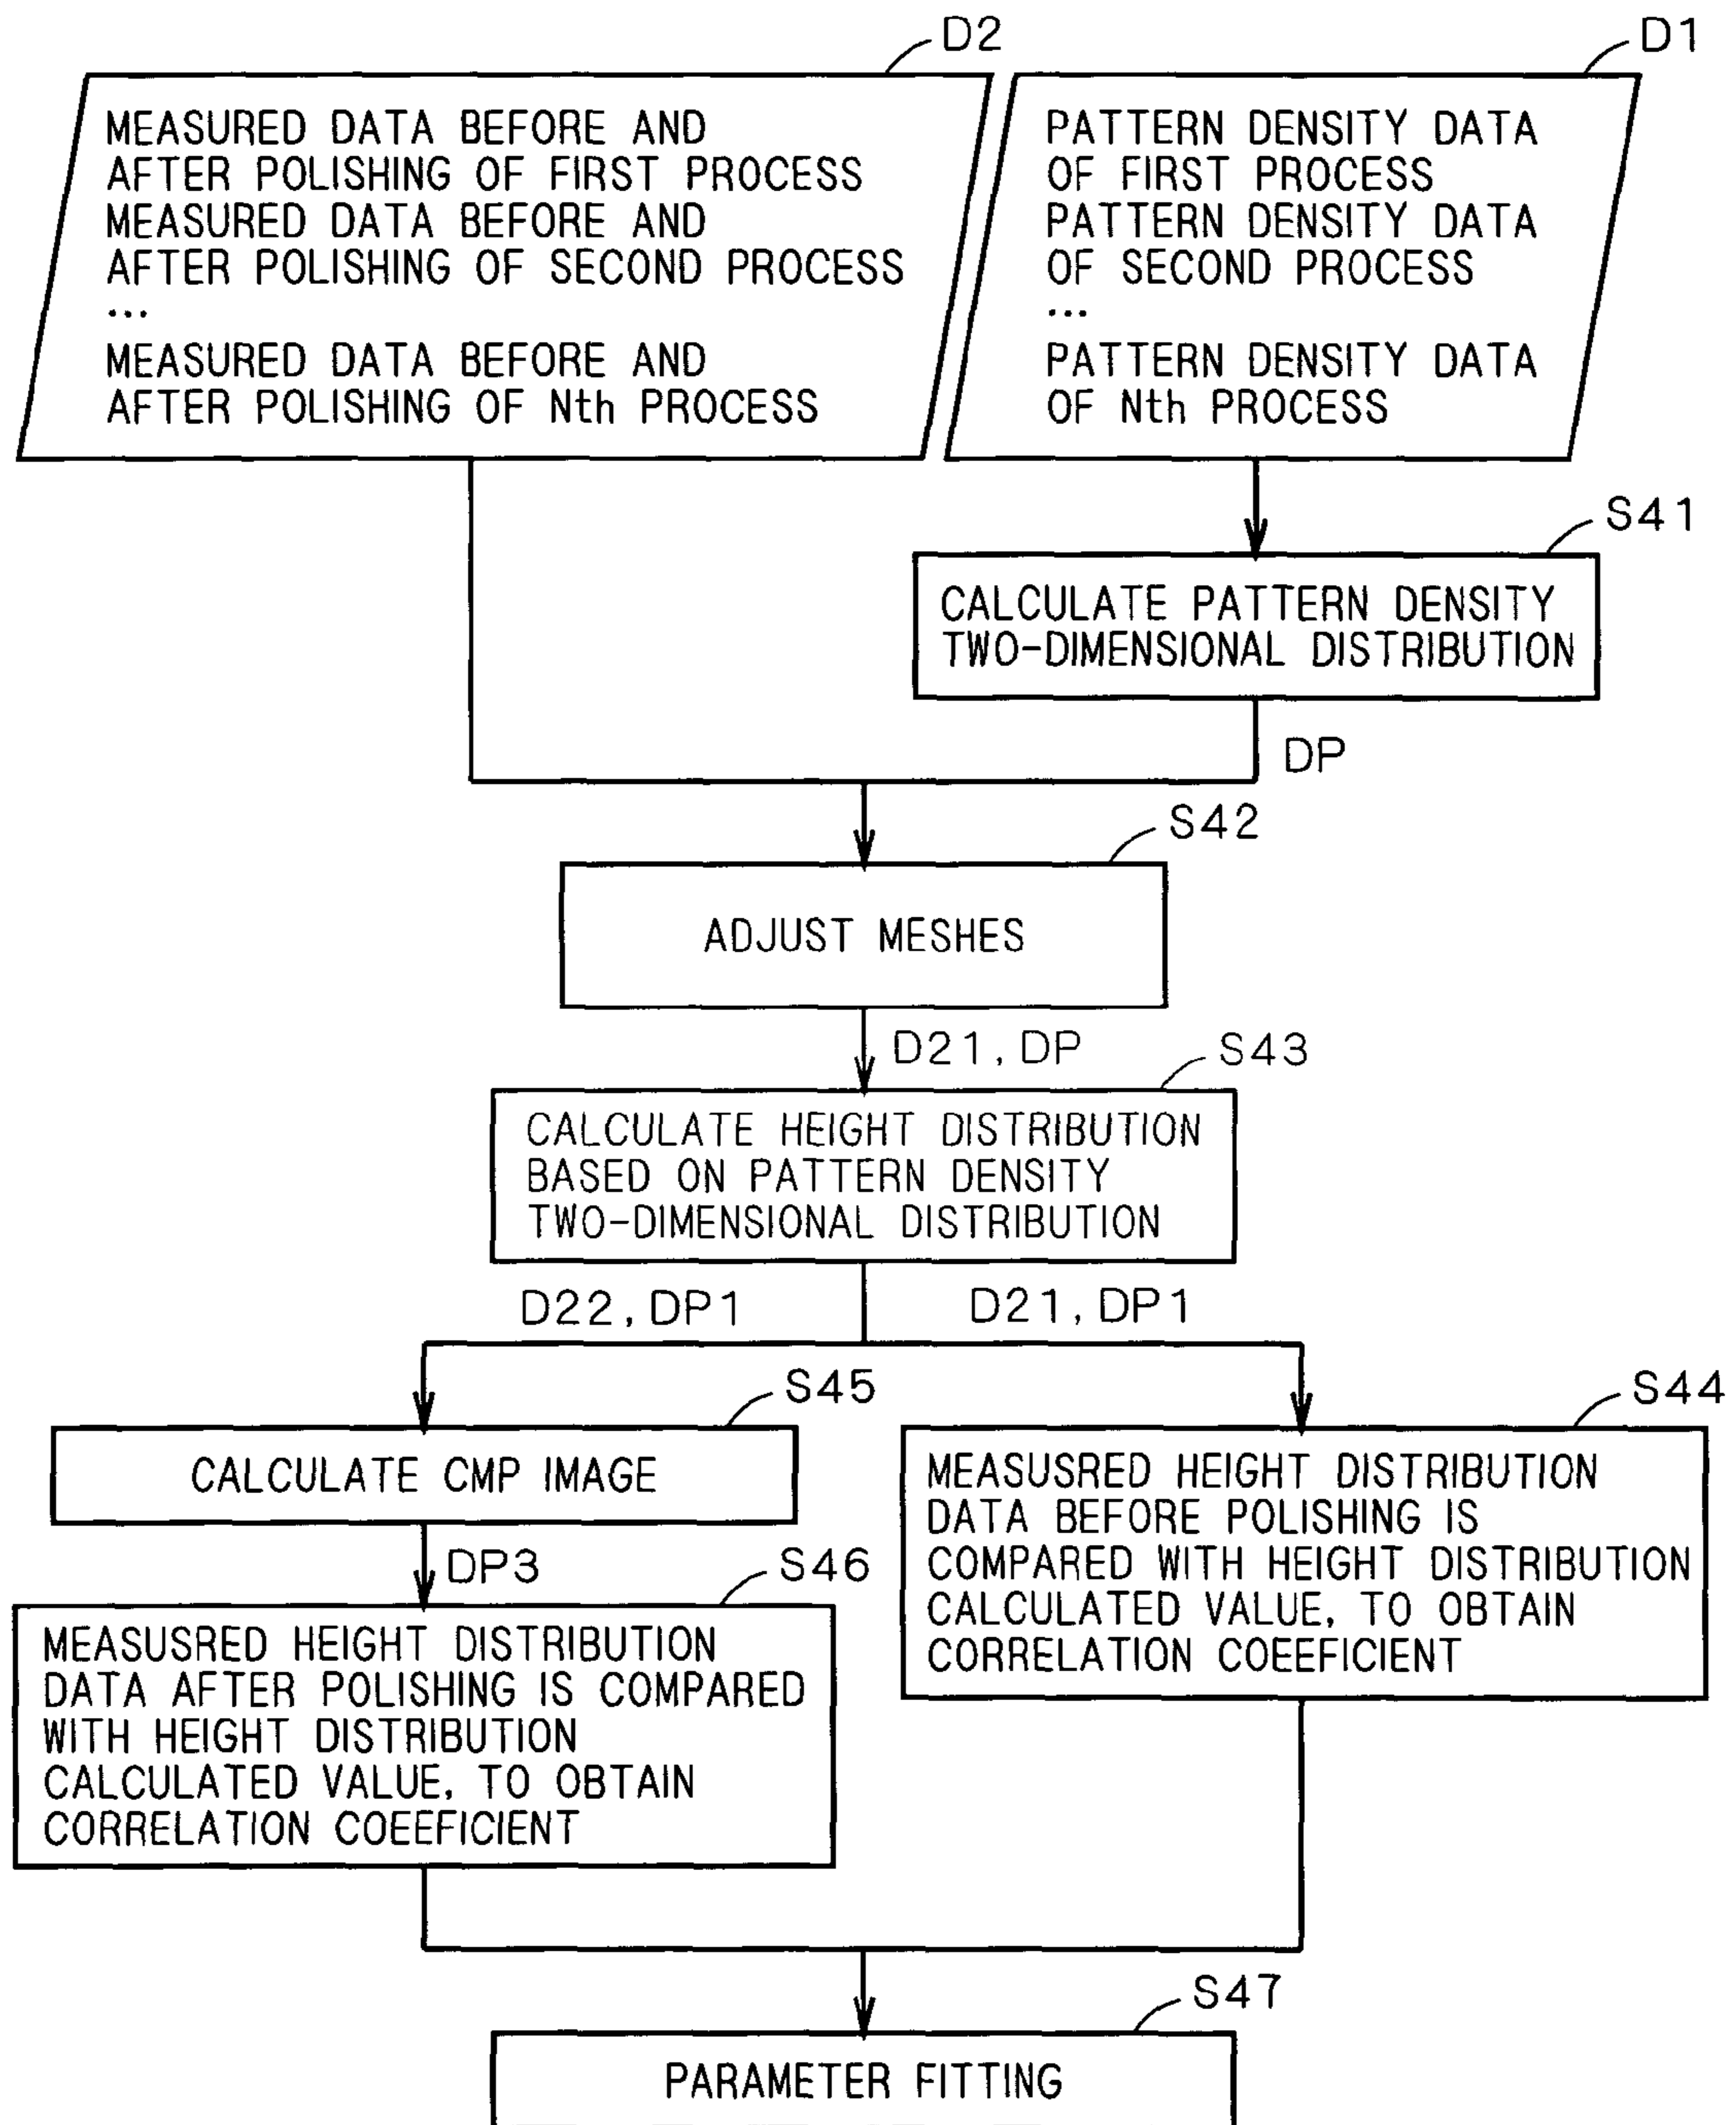 D2
MEASURED DATA BEFORE AND
AFTER POLISHING OF FIRST PROCESS
MEASURED DATA BEFORE AND
AFTER POLISHING OF SECOND PROCESS
...
MEASURED DATA BEFORE AND
AFTER POLISHING OF Nth PROCESS
D1
PATTERN DENSITY DATA
OF FIRST PROCESS
PATTERN DENSITY DATA
OF SECOND PROCESS
...
PATTERN DENSITY DATA
OF Nth PROCESS
S41
CALCULATE PATTERN DENSITY
TWO-DIMENSIONAL DISTRIBUTION
DP
S42
ADJUST MESHES
D21, DP
S43
CALCULATE HEIGHT DISTRIBUTION
BASED ON PATTERN DENSITY
TWO-DIMENSIONAL DISTRIBUTION
D22, DP1
D21, DP1
S45
CALCULATE CMP IMAGE
S44
MEASUSRED HEIGHT DISTRIBUTION
DATA BEFORE POLISHING IS
COMPARED WITH HEIGHT DISTRIBUTION
CALCULATED VALUE, TO OBTAIN
CORRELATION COEEFICIENT
DP3
S46
MEASUSRED HEIGHT DISTRIBUTION
DATA AFTER POLISHING IS COMPARED
WITH HEIGHT DISTRIBUTION
CALCULATED VALUE, TO OBTAIN
CORRELATION COEEFICIENT
S47
PARAMETER FITTING